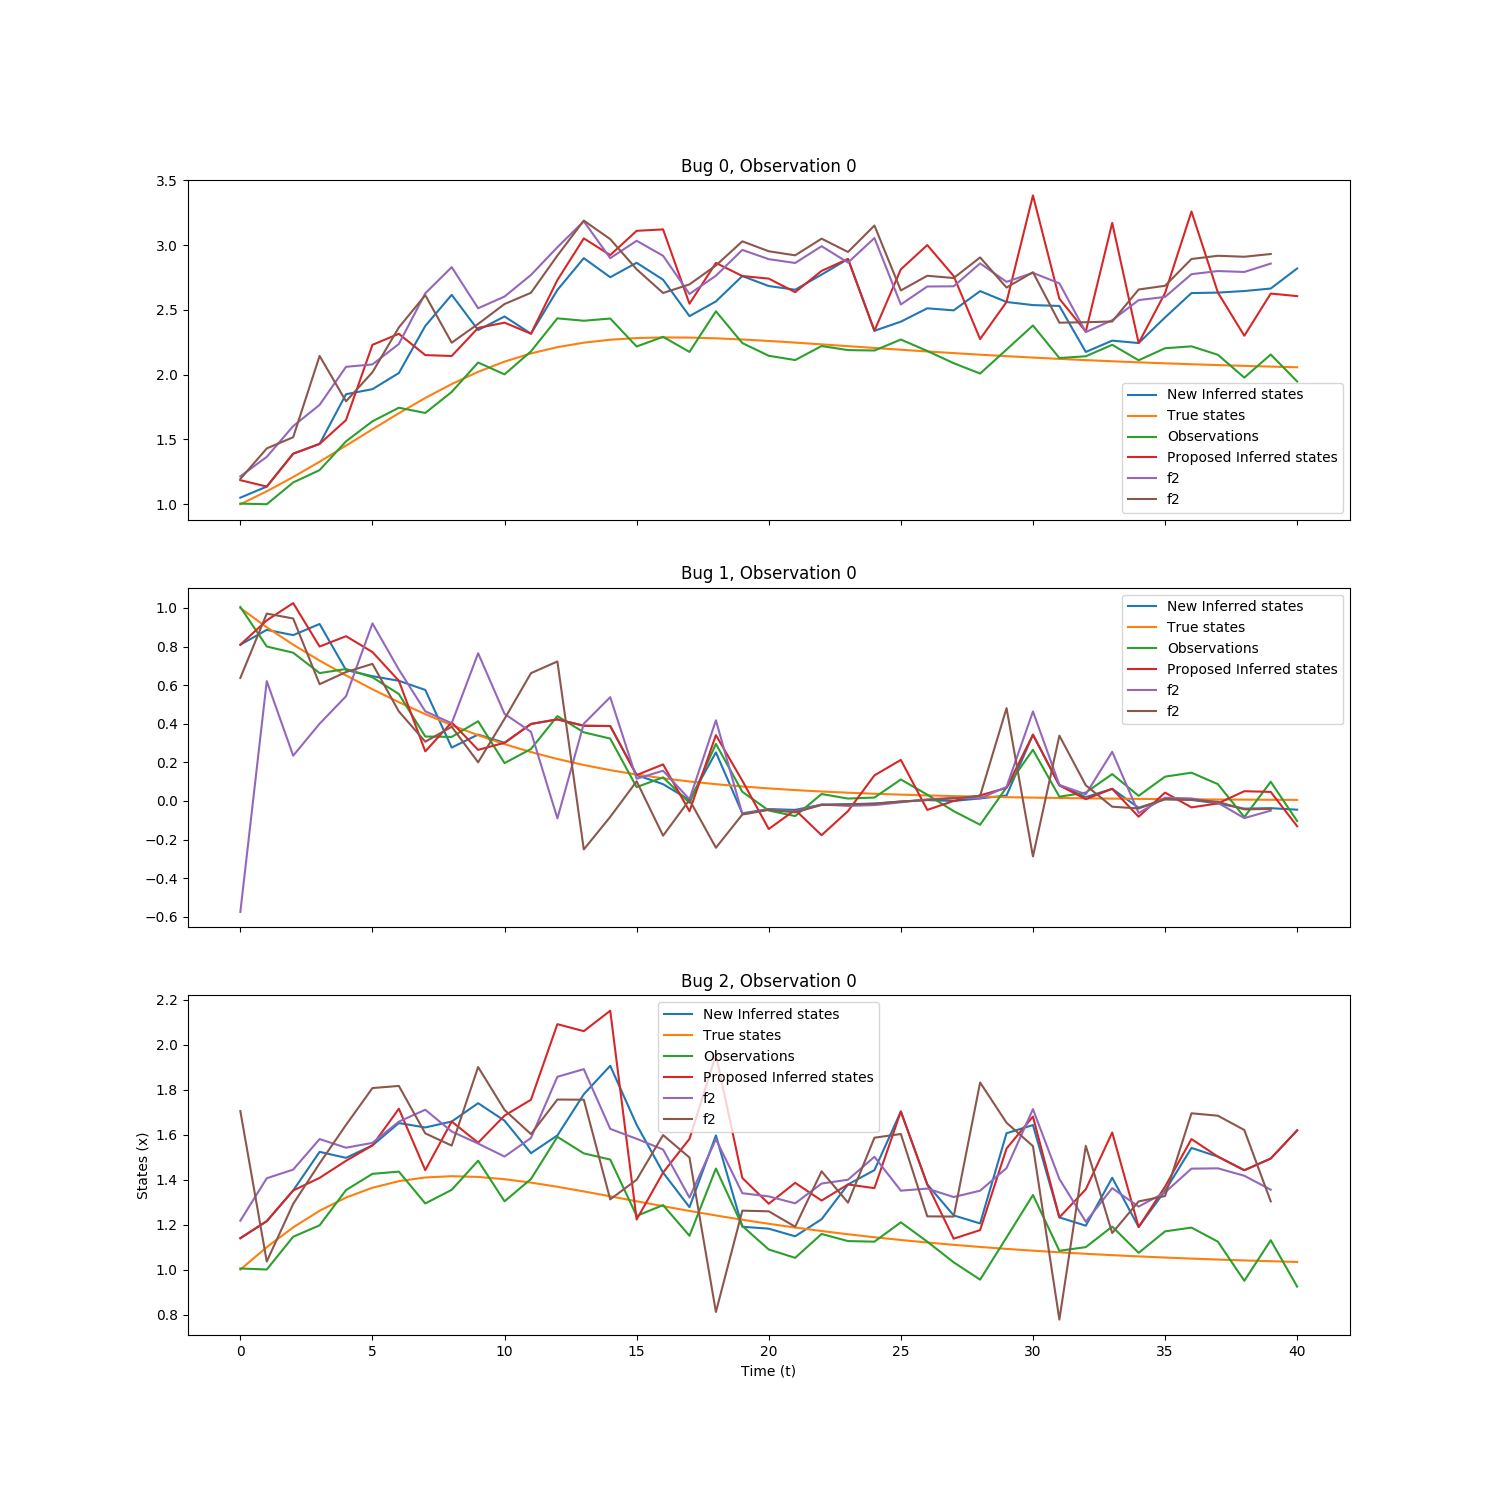 Bug 0, Observation 0
3.5
3.0
2.5
2.0
1.5
1.0
New Inferred states
True states
Observations
Proposed Inferred states
f2
f2
Bug 1, Observation 0
1.0
0.8
0.6
0.4
0.2
0.0
−0.2
−0.4
−0.6
New Inferred states
True states
Observations
Proposed Inferred states
f2
f2
Bug 2, Observation 0
2.2
2.0
1.8
1.6
1.4
1.2
1.0
0.8
States (x)
New Inferred states
True states
Observations
Proposed Inferred states
f2
f2
0 5 10 15 20 25 30 35 40
Time (t)